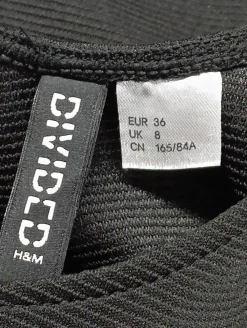 DIVIDED
H&M
EUR 36
UK 8
CN 165/84A